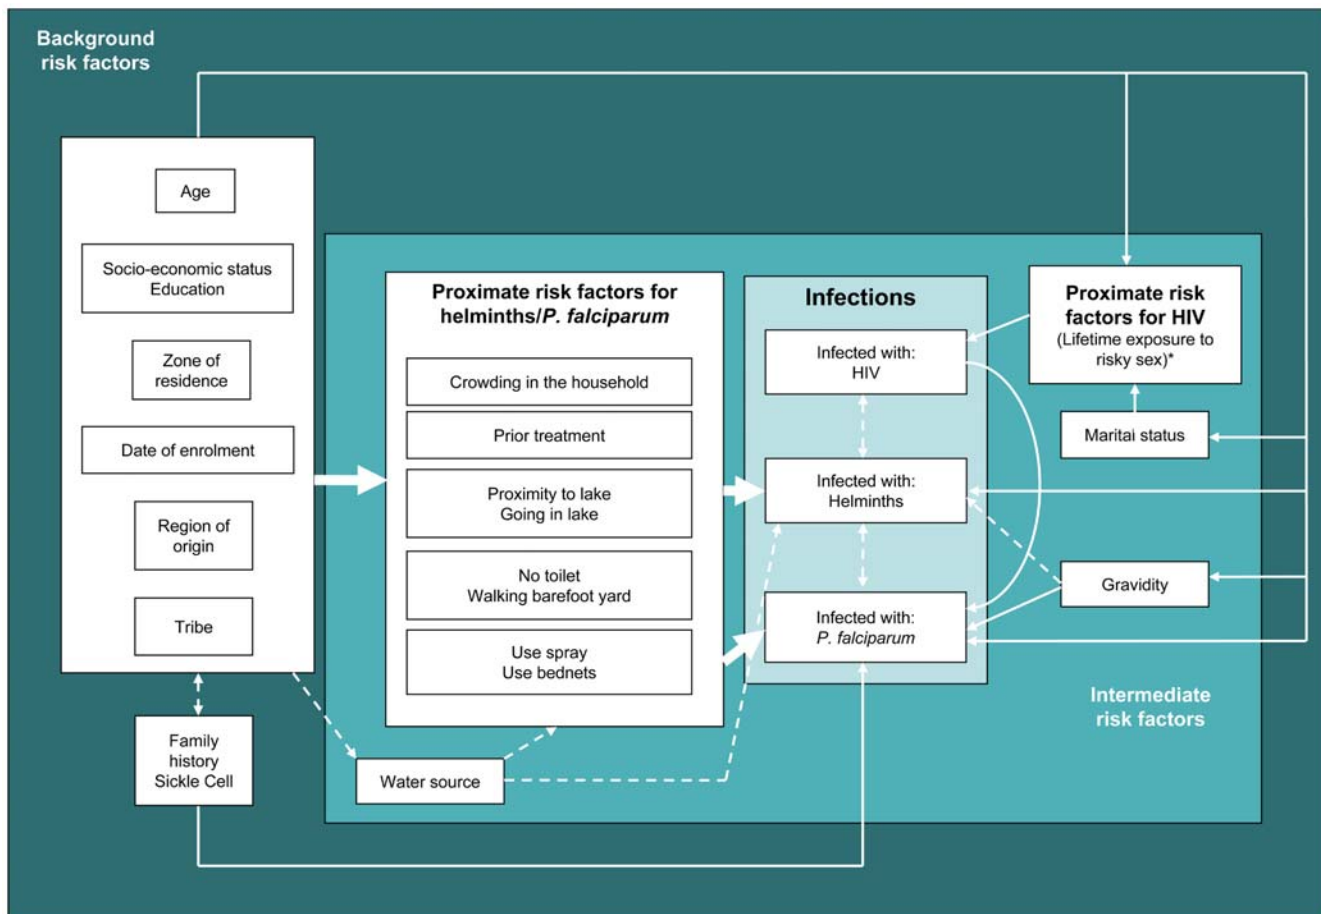 Background
risk factors
Age
Socio-economic status
Education
Zone of
residence
Date of enrolment
Region of
origin
Tribe
Family
history
Sickle Cell
Proximate risk factors for
helminths/P. falciparum
Crowding in the household
Prior treatment
Proximity to lake
Going in lake
No toilet
Walking barefoot yard
Use spray
Use bednets
Water source
Infections
Infected with:
HIV
Infected with:
Helminths
Infected with:
P. falciparum
Proximate risk
factors for HIV
(Lifetime exposure to
risky sex)*
Marital status
Gravidity
Intermediate
risk factors